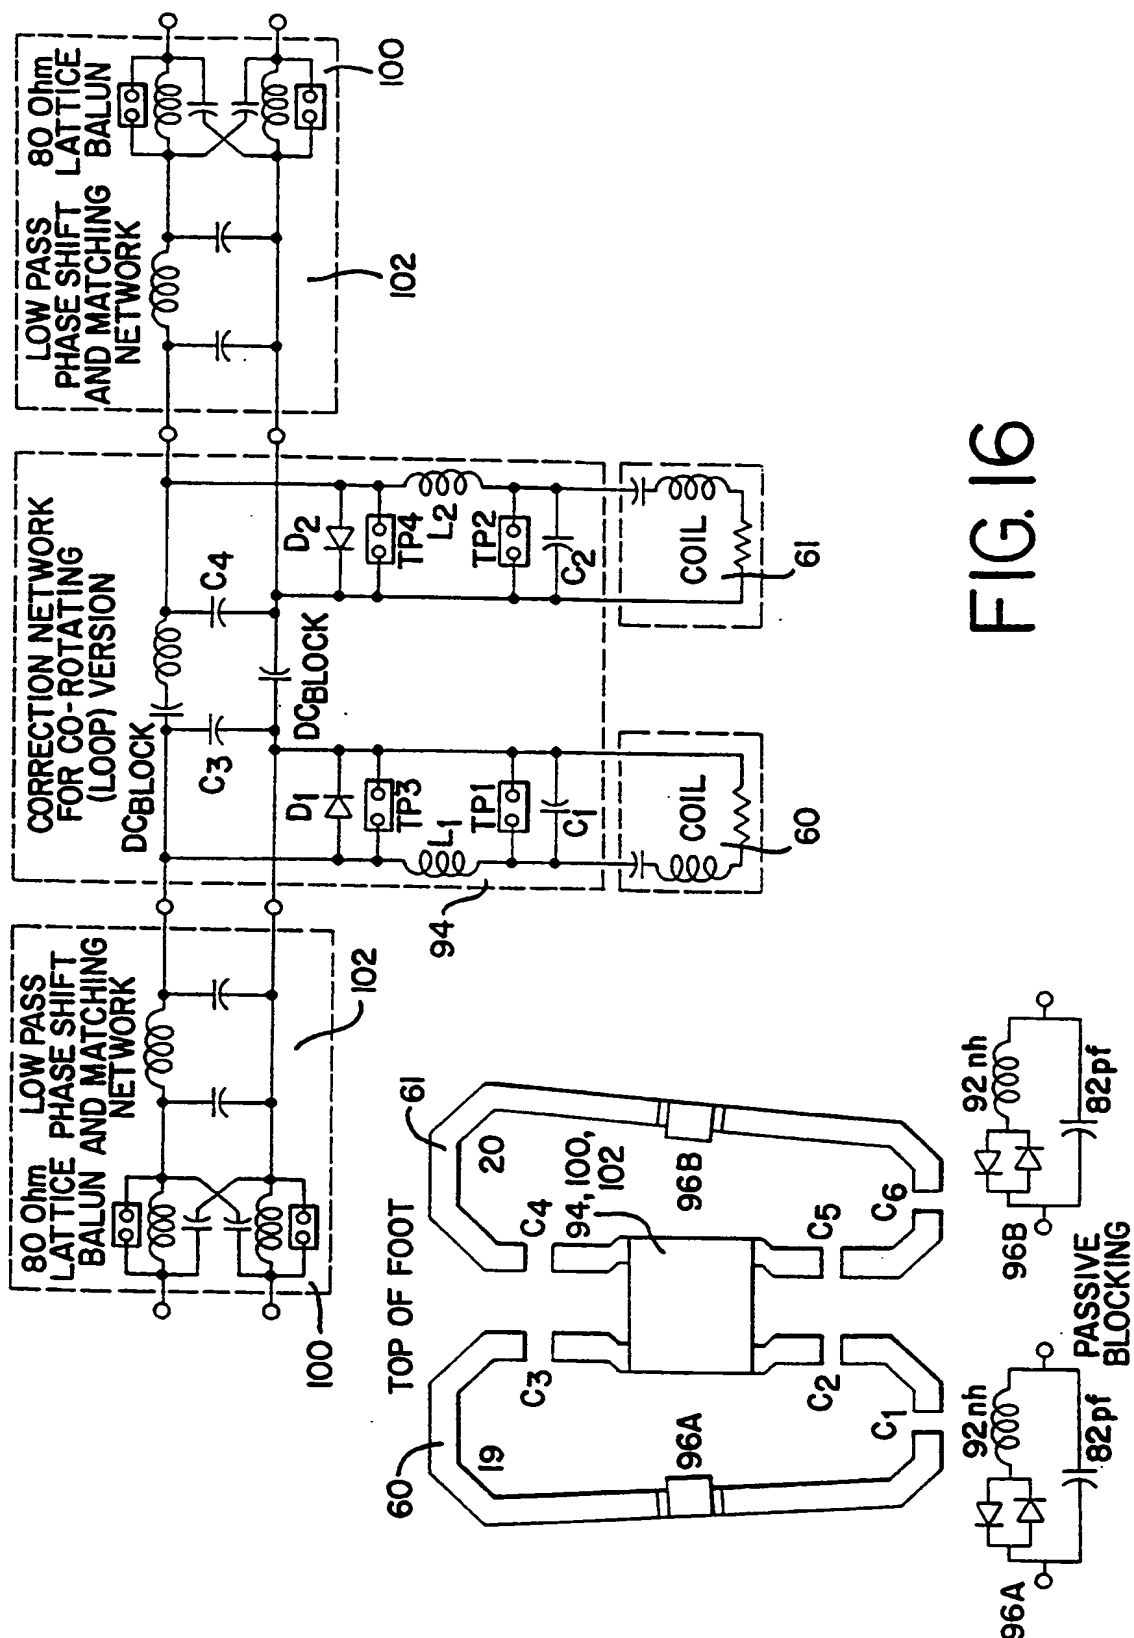 80 Ohm
LATTICE
BALUN
LOW PASS
PHASE SHIFT
AND MATCHING
NETWORK
100
102
CORRECTION NETWORK
FOR CO-ROTATING
(LOOP) VERSION
DCBLOCK
C3
C4
DCBLOCK
D1
TP3
L1
TP1
C1
D2
TP4
L2
TP2
C2
94
COIL
60
COIL
61
LOW PASS
PHASE SHIFT
AND MATCHING
NETWORK
80 Ohm
LATTICE
BALUN
102
100
TOP OF FOOT
60
19
61
20
C3
C4
94, 100,
102
96A
96B
C2
C5
C1
C6
96A
92nh
82pf
96B
92nh
82pf
PASSIVE
BLOCKING
FIG. 16